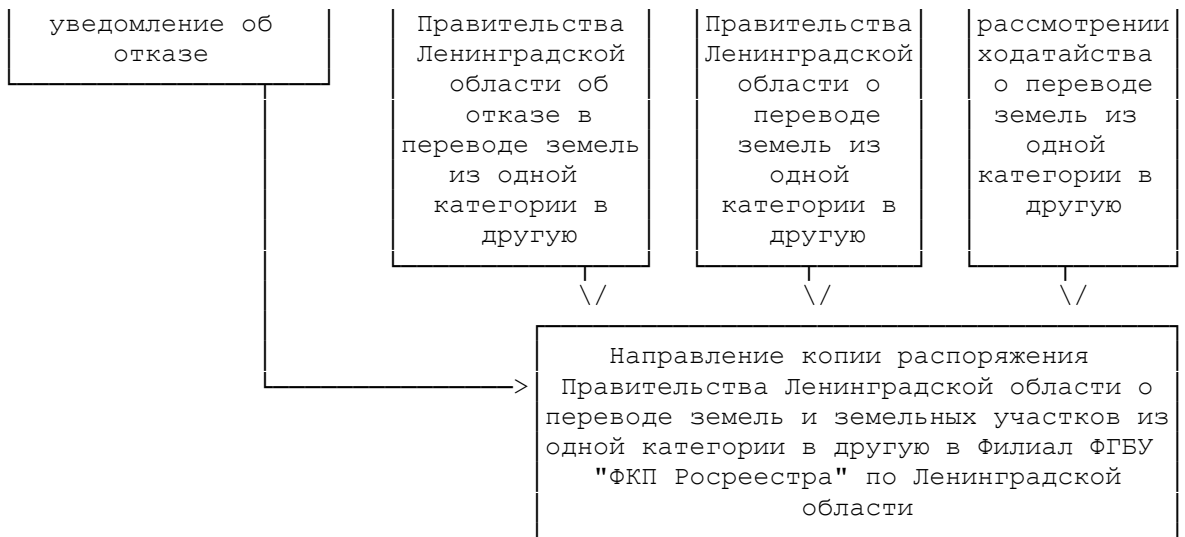 уведомление об
отказе
Правительства
Ленинградской
области об
отказе в
переводе земель
из одной
категории в
другую
Правительства
Ленинградской
области о
переводе
земель из
одной
категории в
другую
рассмотрении
ходатайства
о переводе
земель из
одной
категории в
другую
Направление копии распоряжения
Правительства Ленинградской области о
переводе земель и земельных участков из
одной категории в другую в Филиал ФГБУ
"ФКП Росреестра" по Ленинградской
области